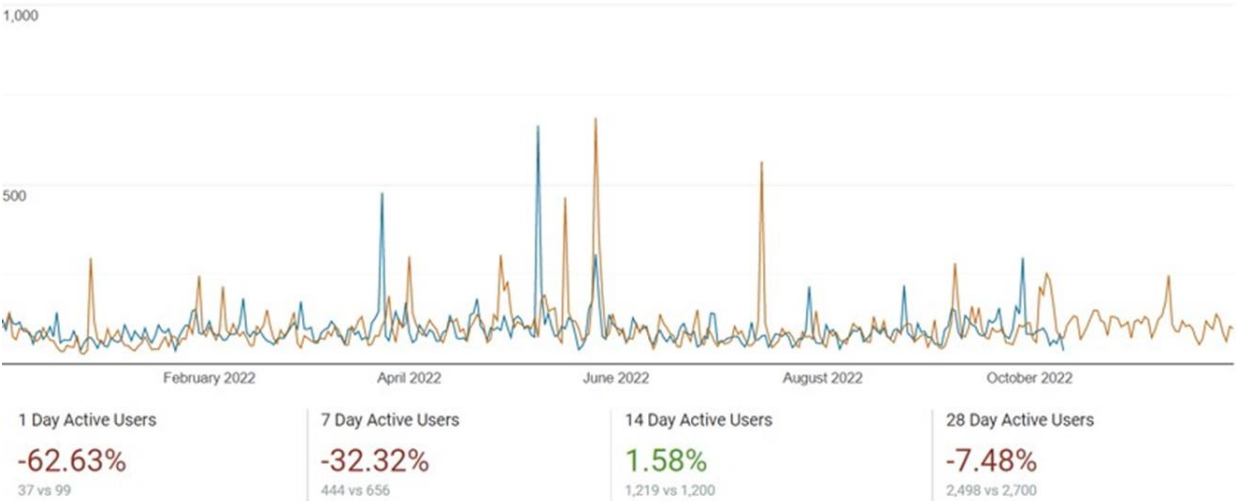 1,000
500
February 2022 April 2022 June 2022 August 2022 October 2022
1 Day Active Users
-62.63%
37 vs 99
7 Day Active Users
-32.32%
444 vs 656
14 Day Active Users
1.58%
1,219 vs 1,200
28 Day Active Users
-7.48%
2,498 vs 2,700